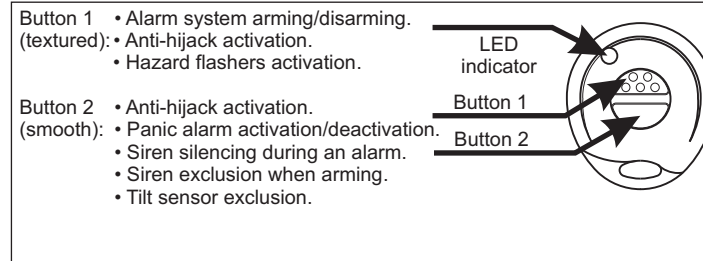 Button 1 • Alarm system arming/disarming.
(textured): • Anti-hijack activation.
• Hazard flashers activation.
Button 2 • Anti-hijack activation.
(smooth): • Panic alarm activation/deactivation.
• Siren silencing during an alarm.
• Siren exclusion when arming.
• Tilt sensor exclusion.
LED
indicator
Button 1
Button 2